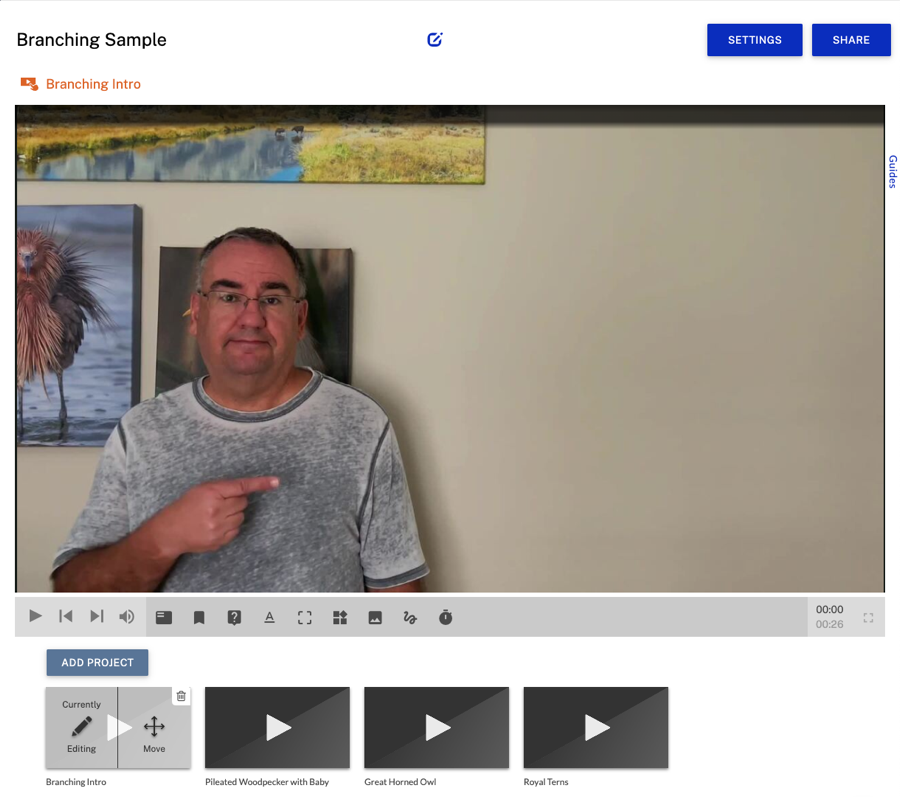 Branching Sample
SETTINGS
SHARE
Branching Intro
Guides
00:00
00:26
ADD PROJECT
Currently
Editing
Move
Branching Intro
Pileated Woodpecker with Baby
Great Horned Owl
Royal Terns